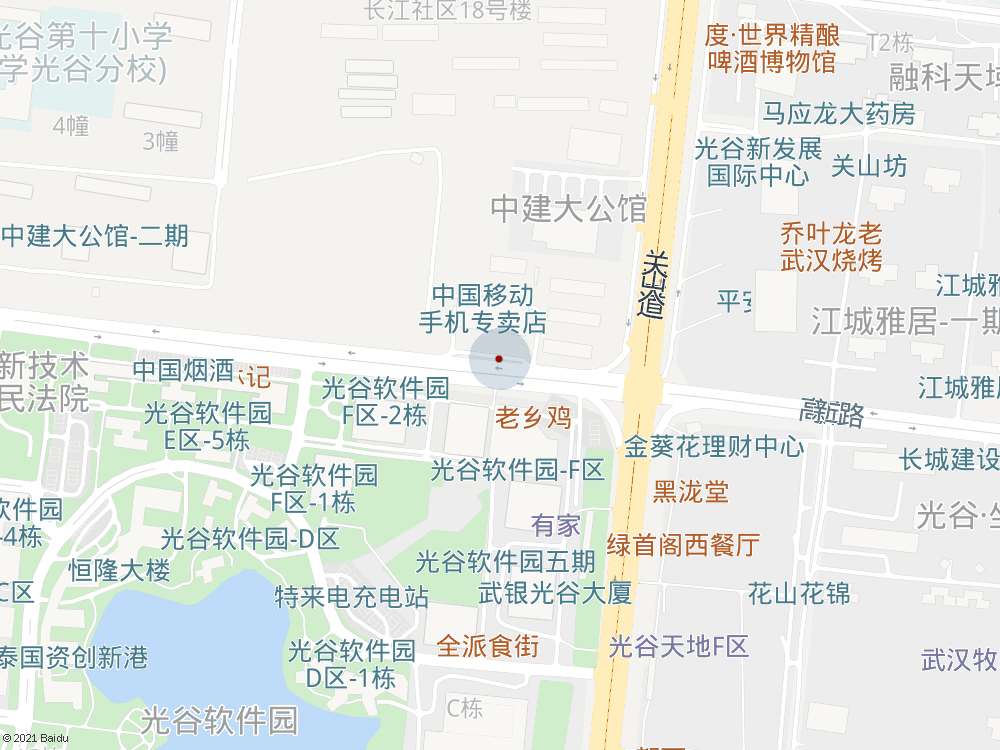 长江社区18号楼
光谷第十小学
学光谷分校)
4幢
3幢
度·世界精酿
啤酒博物馆
T2栋
融科天域
马应龙大药房
光谷新发展
国际中心
关山坊
中建大公馆
中建大公馆-二期
乔叶龙老
武汉烧烤
关山大道
中国移动
手机专卖店
平安
江城雅
江城雅居-一期
新技术
民法院
中国烟酒
记
光谷软件园
F区-2栋
光谷软件园
E区-5栋
老乡鸡
江城雅居
高新路
金葵花理财中心
光谷软件园-F区
长城建设
光谷软件园
F区-1栋
黑泷堂
软件园
-4栋
有家
光谷·坐
光谷软件园-D区
绿首阁西餐厅
恒隆大楼
光谷软件园五期
C区
特来电充电站
武银光谷大厦
花山花锦
泰国资创新港
光谷软件园
D区-1栋
全派食街
光谷天地F区
武汉牧
光谷软件园
C栋
© 2021 Baidu